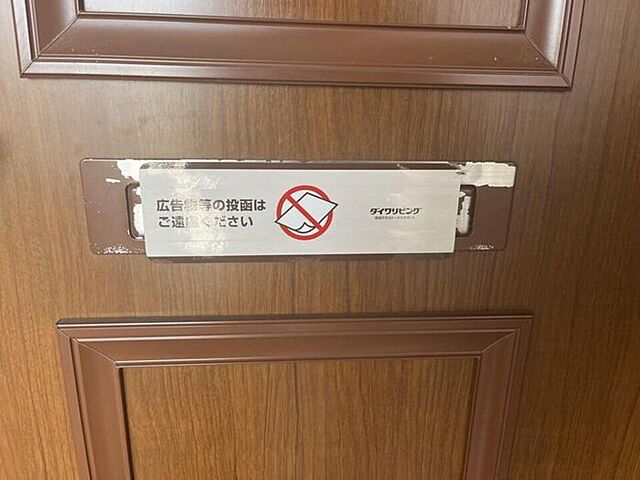 広告物等の投函は
ご遠慮ください
ダイワリビング